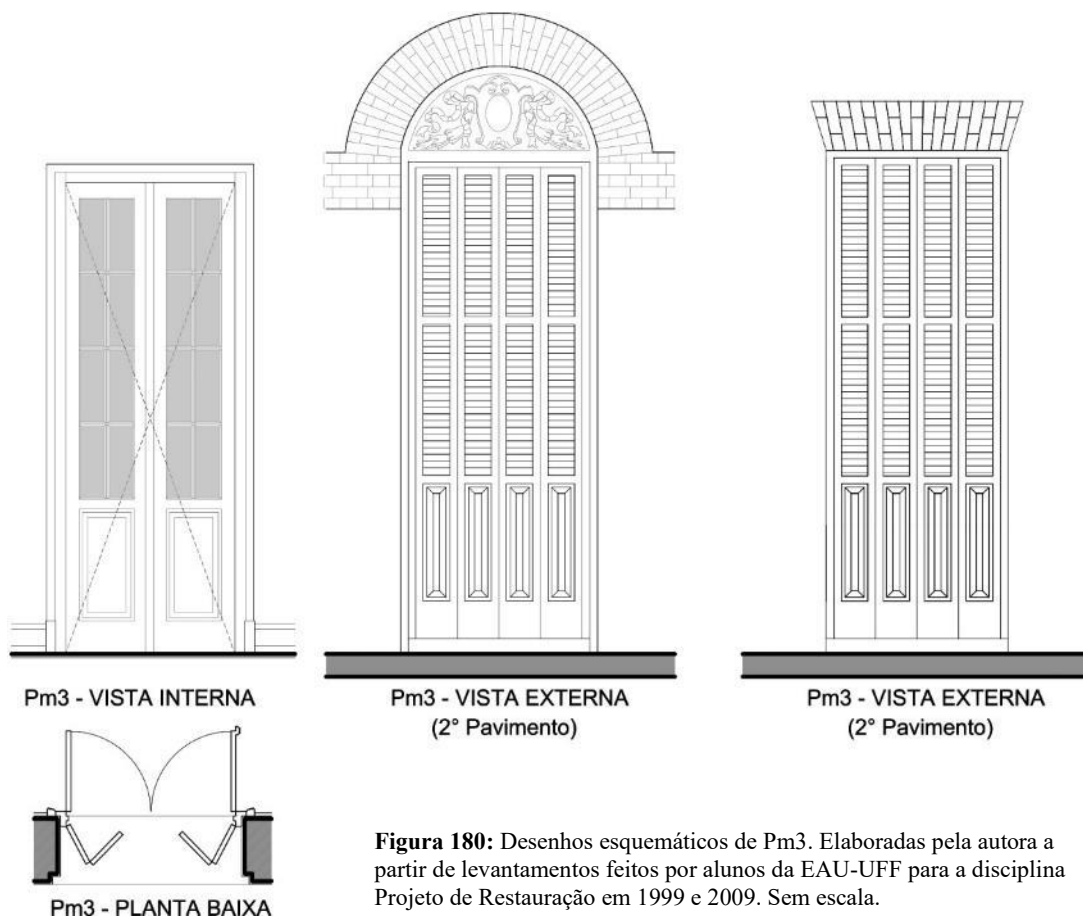 Pm3 - VISTA INTERNA
Pm3 - VISTA EXTERNA
(2° Pavimento)
Pm3 - VISTA EXTERNA
(2° Pavimento)
Pm3 - PLANTA BAIXA
Figura 180: Desenhos esquemáticos de Pm3. Elaboradas pela autora a
partir de levantamentos feitos por alunos da EAU-UFF para a disciplina
Projeto de Restauração em 1999 e 2009. Sem escala.